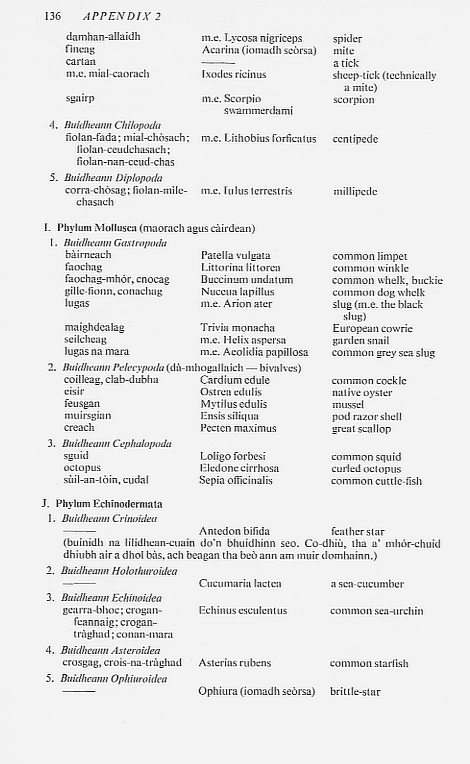 136 APPENDIX 2
damhan-allaidh m.e. Lycosa nigriceps spider
fineag Acarina (iomadh seòrsa) mite
cartan —— a tick
m.e. mial-caorach Ixodes ricinus sheep-tick (technically
a mite)
sgairp m.e. Scorpio scorpion
swammerdami
4. Buidheann Chilopoda
fiolan-fada; mial-chòsach; m.e. Lithobius forficatus centipede
fiolan-ceudchasach;
fiolan-nan-ceud-chas
5. Buidheann Diplopoda
corra-chòsag; fiolan-mile- m.e. Iulus terrestris millipede
chasach
I. Phylum Mollusca (maorach agus càirdean)
1. Buidheann Gastropoda
bàirneach Patella vulgata common limpet
faochag Littorina littorea common winkle
faochag-mhór, cnocag Buccinum undatum common whelk, buckie
gille-fionn, conachag Nucella lapillus common dog whelk
lugas m.e. Arion ater slug (m.e. the black
slug)
maighdealag Trivia monacha European cowrie
seilcheag m.e. Helix aspersa garden snail
lugas na mara m.e. Aeolidia papillosa common grey sea slug
2. Buidheann Pelecypoda (dà-mhogallaich — bivalves)
coilleag, clab-dubha Cardium edule common cockle
eisir Ostrea edulis native oyster
feusgan Mytilus edulis mussel
muirsgian Ensis siliqua pod razor shell
creach Pecten maximus great scallop
3. Buidheann Cephalopoda
sguid Loligo forbesi common squid
octopus Eledone cirrhosa curled octopus
sùil-an-tòin, cudal Sepia officinalis common cuttle-fish
J. Phylum Echinodermata
1. Buidheann Crinoidea
—— Antedon bifida feather star
(buinidh na lilidhean-cuain do'n bhuidhinn seo. Co-dhiù, tha a' mhór-chuid
dhiubh air a dhol bàs, ach beagan tha beò ann am muir domhainn.)
2. Buidheann Holothuroidea
—— Cucumaria lactea a sea-cucumber
3. Buidheann Echinoidea
gearra-bhoc; crogan- Echinus esculentus common sea-urchin
feannaig; crogan-
tràghad; conan-mara
4. Buidheann Asteroidea
crosgag, crois-na-tràghad Asterias rubens common starfish
5. Buidheann Ophiuroidea
—— Ophiura (iomadh seòrsa) brittle-star